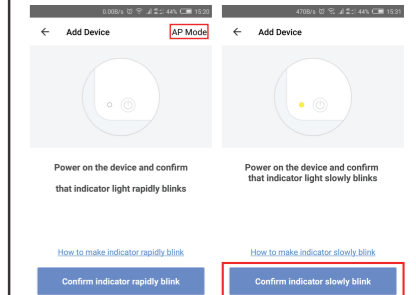 0.00B/s 44% 15:20
← Add Device AP Mode
Power on the device and confirm
that indicator light rapidly blinks
How to make indicator rapidly blink
Confirm indicator rapidly blink
470B/s 44% 15:31
← Add Device
Power on the device and confirm
that indicator light slowly blinks
How to make indicator slowly blink
Confirm indicator slowly blink